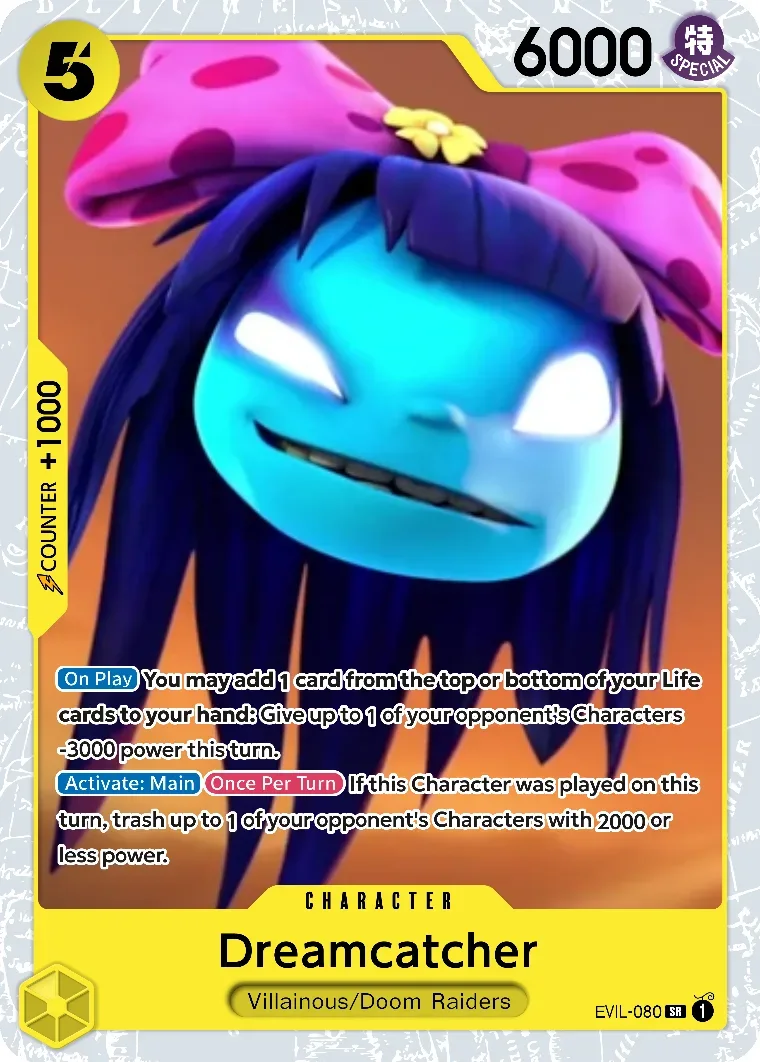 5
6000
特
SPECIAL
COUNTER +1000
On Play You may add 1 card from the top or bottom of your Life
cards to your hand: Give up to 1 of your opponent's Characters
-3000 power this turn.
Activate: Main Once Per Turn If this Character was played on this
turn, trash up to 1 of your opponent's Characters with 2000 or
less power.
CHARACTER
Dreamcatcher
Villainous/Doom Raiders
EVIL-080 SR 1